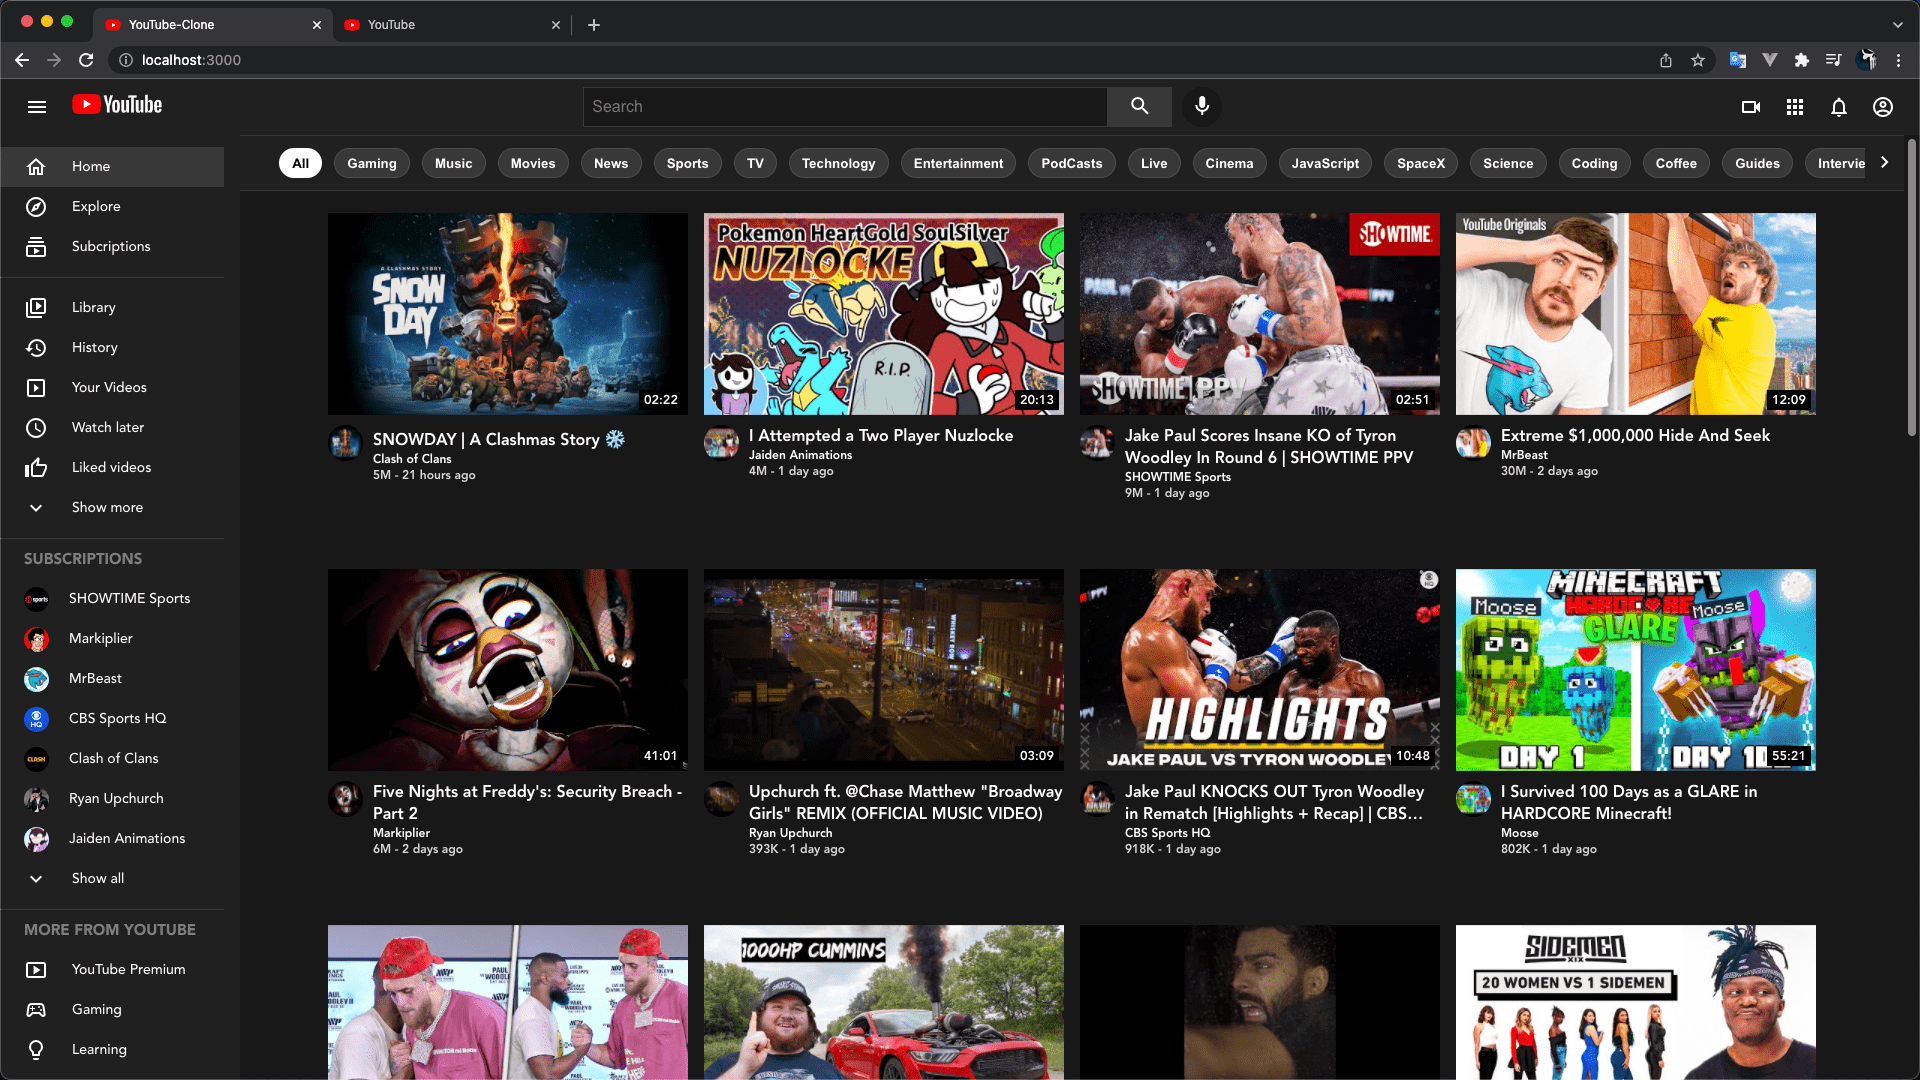 YouTube-Clone
YouTube
localhost:3000
YouTube
Search
All Gaming Music Movies News Sports TV Technology Entertainment PodCasts Live Cinema JavaScript SpaceX Science Coding Coffee Guides Intervie
Home
Explore
Subcriptions
Library
History
Your Videos
Watch later
Liked videos
Show more
SUBSCRIPTIONS
SHOWTIME Sports
Markiplier
MrBeast
CBS Sports HQ
Clash of Clans
Ryan Upchurch
Jaiden Animations
Show all
MORE FROM YOUTUBE
YouTube Premium
Gaming
Learning
A CLASHMAS STORY
SNOW
DAY
02:22
SNOWDAY | A Clashmas Story ❄️
Clash of Clans
5M - 21 hours ago
Pokemon HeartGold SoulSilver
NUZLOCKE
R.I.P.
20:13
I Attempted a Two Player Nuzlocke
Jaiden Animations
4M - 1 day ago
SHOWTIME
SHOWTIME PPV
02:51
Jake Paul Scores Insane KO of Tyron
Woodley In Round 6 | SHOWTIME PPV
SHOWTIME Sports
9M - 1 day ago
YouTube Originals
12:09
Extreme $1,000,000 Hide And Seek
MrBeast
30M - 2 days ago
41:01
Five Nights at Freddy's: Security Breach -
Part 2
Markiplier
6M - 2 days ago
WHISKEY ROW
03:09
Upchurch ft. @Chase Matthew "Broadway
Girls" REMIX (OFFICIAL MUSIC VIDEO)
Ryan Upchurch
393K - 1 day ago
HQ
HIGHLIGHTS
JAKE PAUL VS TYRON WOODLEY
10:48
Jake Paul KNOCKS OUT Tyron Woodley
in Rematch [Highlights + Recap] | CBS...
CBS Sports HQ
918K - 1 day ago
MINECRAFT
HARDCORE
GLARE
Moose
Moose
DAY 1
DAY 10
55:21
I Survived 100 Days as a GLARE in
HARDCORE Minecraft!
Moose
802K - 1 day ago
1000HP CUMMINS
SIDEMEN
XIX
20 WOMEN VS 1 SIDEMEN